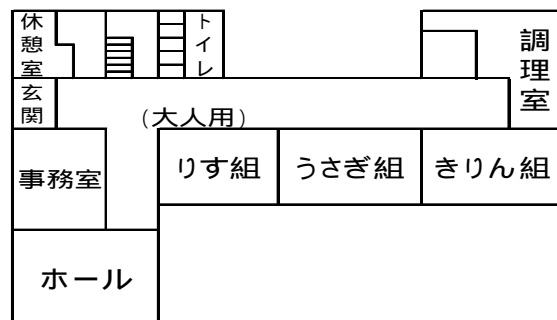 休憩室
トイレ
調理室
玄関
(大人用)
事務室
りす組
うさぎ組
きりん組
ホール